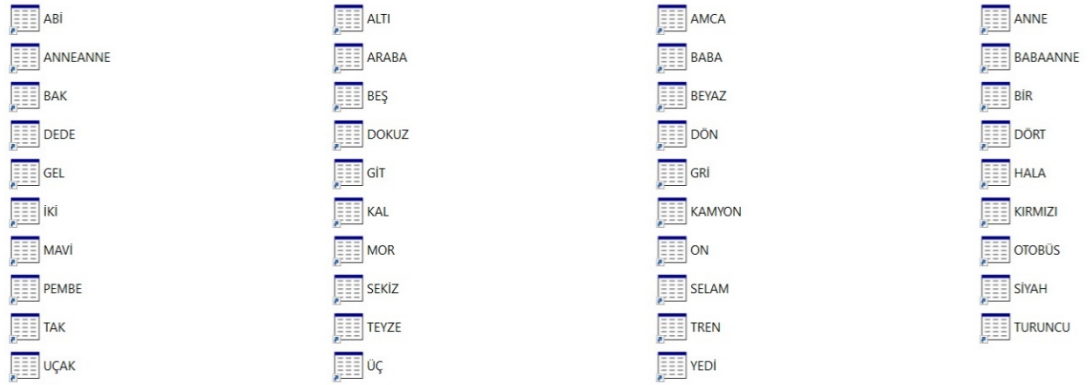 ABİ ALTI AMCA ANNE
ANNEANNE ARABA BABA BABAANNE
BAK BEŞ BEYAZ BİR
DEDE DOKUZ DÖN DÖRT
GEL GİT GRİ HALA
İKİ KAL KAMYON KIRMIZI
MAVİ MOR ON OTOBÜS
PEMBE SEKİZ SELAM SİYAH
TAK TEYZE TREN TURUNCU
UÇAK ÜÇ YEDİ